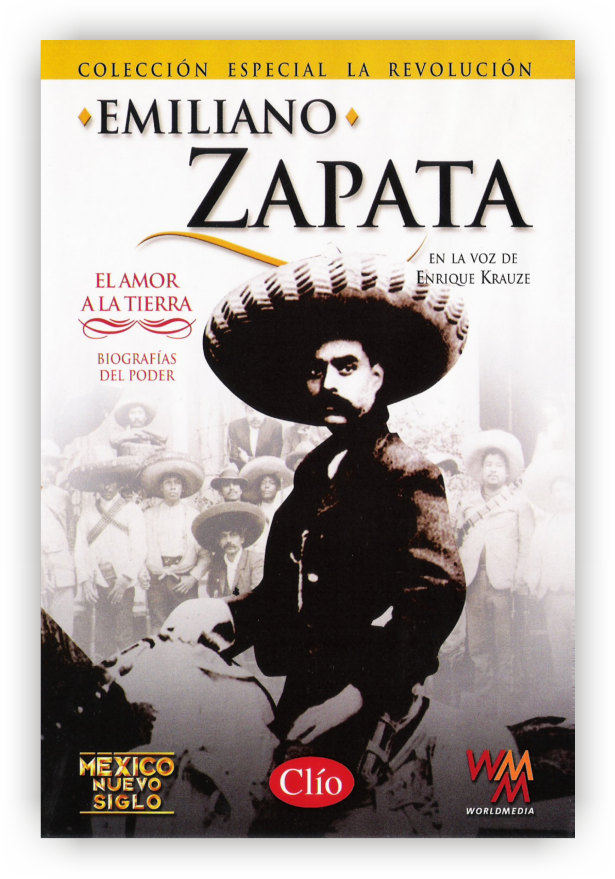 COLECCIÓN ESPECIAL LA REVOLUCIÓN
EMILIANO
ZAPATA
EN LA VOZ DE
ENRIQUE KRAUZE
EL AMOR
A LA TIERRA
BIOGRAFÍAS
DEL PODER
MEXICO
NUEVO
SIGLO
Clío
WMM
WORLDMEDIA